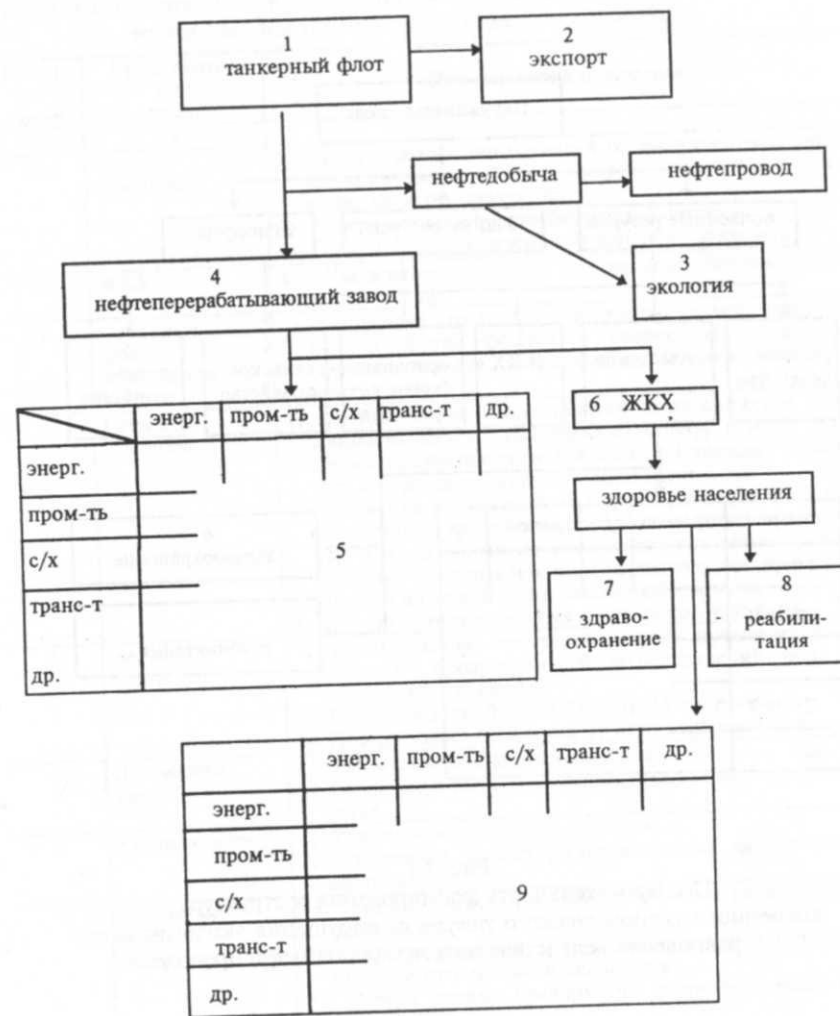 1
танкерный флот
2
экспорт
нефтедобыча
нефтепровод
3
экология
4
нефтеперерабатывающий завод
6 ЖКХ
энерг. пром-ть с/х транс-т др.
энерг.
пром-ть
с/х
транс-т
др.
5
здоровье населения
7
здраво-
охранение
8
реабили-
тация
энерг. пром-ть с/х транс-т др.
энерг.
пром-ть
с/х
транс-т
др.
9